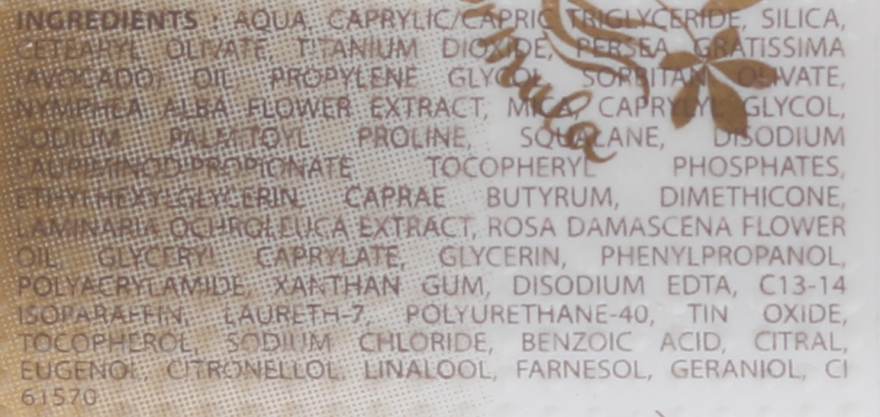 INGREDIENTS : AQUA, CAPRYLIC/CAPRIC TRIGLYCERIDE, SILICA,
CETEARYL OLIVATE, TITANIUM DIOXIDE, PERSEA GRATISSIMA
(AVOCADO) OIL, PROPYLENE GLYCOL, SORBITAN OLIVATE,
NYMPHEA ALBA FLOWER EXTRACT, MICA, CAPRYLYL GLYCOL,
SODIUM PALMITOYL PROLINE, SQUALANE, DISODIUM
LAURIMINODIPROPIONATE TOCOPHERYL PHOSPHATES,
ETHYLHEXYLGLYCERIN, CAPRAE BUTYRUM, DIMETHICONE,
LAMINARIA OCHROLEUCA EXTRACT, ROSA DAMASCENA FLOWER
OIL, GLYCERYL CAPRYLATE, GLYCERIN, PHENYLPROPANOL,
POLYACRYLAMIDE, XANTHAN GUM, DISODIUM EDTA, C13-14
ISOPARAFFIN, LAURETH-7, POLYURETHANE-40, TIN OXIDE,
TOCOPHEROL, SODIUM CHLORIDE, BENZOIC ACID, CITRAL,
EUGENOL, CITRONELLOL, LINALOOL, FARNESOL, GERANIOL, CI
61570